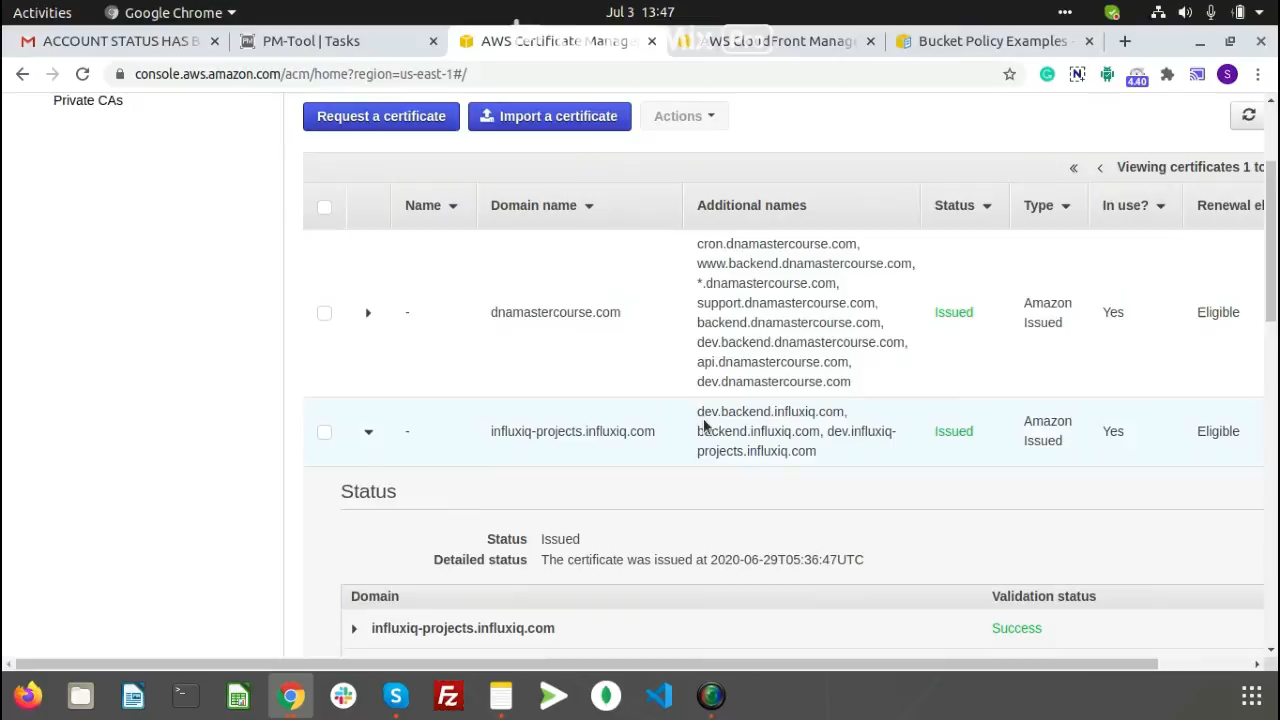 Activities
Google Chrome
Jul 3 13:47
ACCOUNT STATUS HAS B
PM-Tool | Tasks
AWS Certificate Manage
AWS CloudFront Manage
Bucket Policy Examples -
console.aws.amazon.com/acm/home?region=us-east-1#/
4.40
S
Private CAs
Request a certificate
Import a certificate
Actions
« ‹ Viewing certificates 1 to
Name
Domain name
Additional names
Status
Type
In use?
Renewal el
cron.dnamastercourse.com,
www.backend.dnamastercourse.com,
*.dnamastercourse.com,
support.dnamastercourse.com,
backend.dnamastercourse.com,
dev.backend.dnamastercourse.com,
api.dnamastercourse.com,
dev.dnamastercourse.com
-
dnamastercourse.com
Issued
Amazon
Issued
Yes
Eligible
-
influxiq-projects.influxiq.com
dev.backend.influxiq.com,
backend.influxiq.com, dev.influxiq-
projects.influxiq.com
Issued
Amazon
Issued
Yes
Eligible
Status
Status Issued
Detailed status The certificate was issued at 2020-06-29T05:36:47UTC
Domain
Validation status
influxiq-projects.influxiq.com
Success